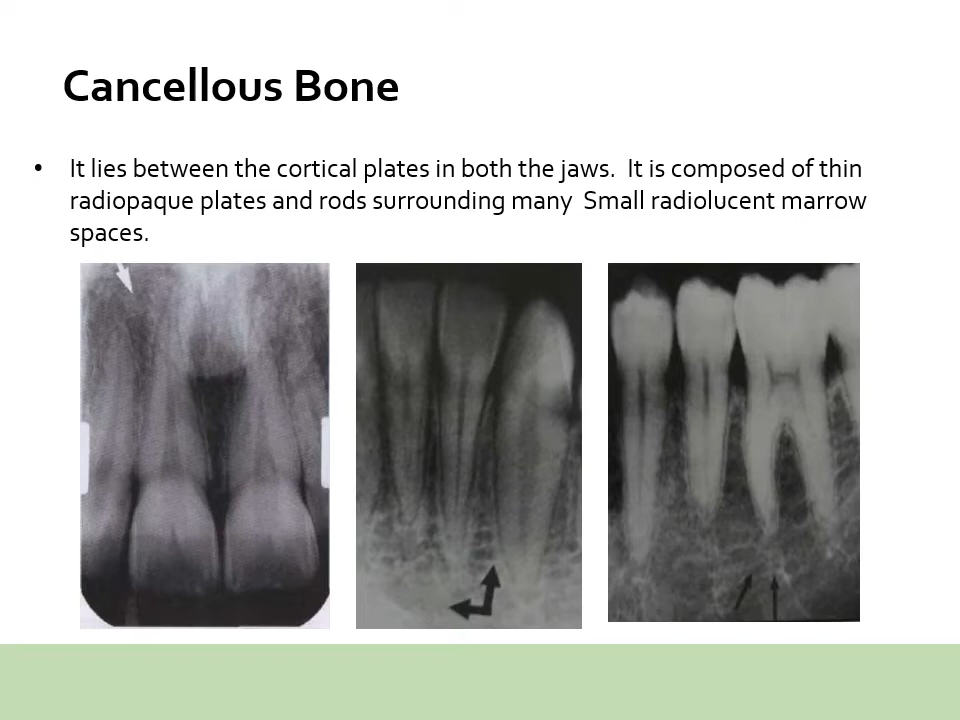 Cancellous Bone
• It lies between the cortical plates in both the jaws.  It is composed of thin
radiopaque plates and rods surrounding many  Small radiolucent marrow
spaces.